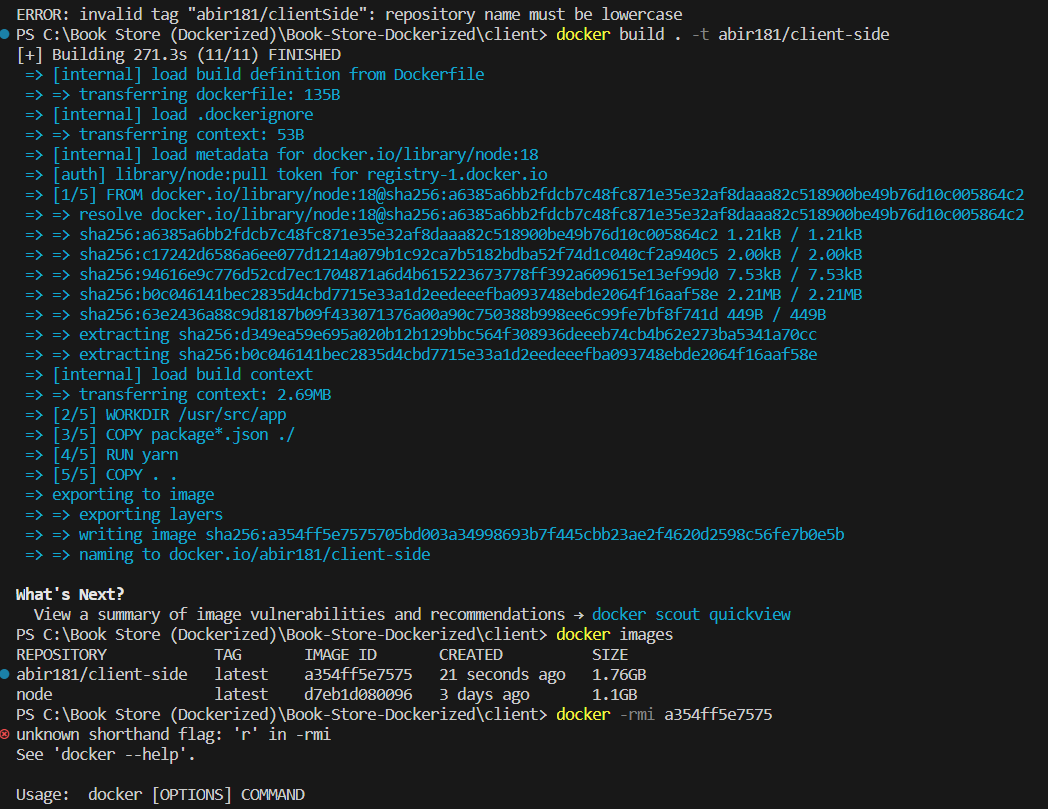 ERROR: invalid tag "abir181/clientSide": repository name must be lowercase
PS C:\Book Store (Dockerized)\Book-Store-Dockerized\client> docker build . -t abir181/client-side
[+] Building 271.3s (11/11) FINISHED
=> [internal] load build definition from Dockerfile
=> => transferring dockerfile: 135B
=> [internal] load .dockerignore
=> => transferring context: 53B
=> [internal] load metadata for docker.io/library/node:18
=> [auth] library/node:pull token for registry-1.docker.io
=> [1/5] FROM docker.io/library/node:18@sha256:a6385a6bb2fdcb7c48fc871e35e32af8daaa82c518900be49b76d10c005864c2
=> => resolve docker.io/library/node:18@sha256:a6385a6bb2fdcb7c48fc871e35e32af8daaa82c518900be49b76d10c005864c2
=> => sha256:a6385a6bb2fdcb7c48fc871e35e32af8daaa82c518900be49b76d10c005864c2 1.21kB / 1.21kB
=> => sha256:c17242d6586a6ee077d1214a079b1c92ca7b5182bdba52f74d1c040cf2a940c5 2.00kB / 2.00kB
=> => sha256:94616e9c776d52cd7ec1704871a6d4b615223673778ff392a609615e13ef99d0 7.53kB / 7.53kB
=> => sha256:b0c046141bec2835d4cbd7715e33a1d2eedeeefba093748ebde2064f16aaf58e 2.21MB / 2.21MB
=> => sha256:63e2436a88c9d8187b09f433071376a00a90c750388b998ee6c99fe7bf8f741d 449B / 449B
=> => extracting sha256:d349ea59e695a020b12b129bbc564f308936deeeb74cb4b62e273ba5341a70cc
=> => extracting sha256:b0c046141bec2835d4cbd7715e33a1d2eedeeefba093748ebde2064f16aaf58e
=> [internal] load build context
=> => transferring context: 2.69MB
=> [2/5] WORKDIR /usr/src/app
=> [3/5] COPY package*.json ./
=> [4/5] RUN yarn
=> [5/5] COPY . .
=> exporting to image
=> => exporting layers
=> => writing image sha256:a354ff5e7575705bd003a34998693b7f445cbb23ae2f4620d2598c56fe7b0e5b
=> => naming to docker.io/abir181/client-side
What's Next?
View a summary of image vulnerabilities and recommendations → docker scout quickview
PS C:\Book Store (Dockerized)\Book-Store-Dockerized\client> docker images
REPOSITORY TAG IMAGE ID CREATED SIZE
abir181/client-side latest a354ff5e7575 21 seconds ago 1.76GB
node latest d7eb1d080096 3 days ago 1.1GB
PS C:\Book Store (Dockerized)\Book-Store-Dockerized\client> docker -rmi a354ff5e7575
unknown shorthand flag: 'r' in -rmi
See 'docker --help'.
Usage: docker [OPTIONS] COMMAND